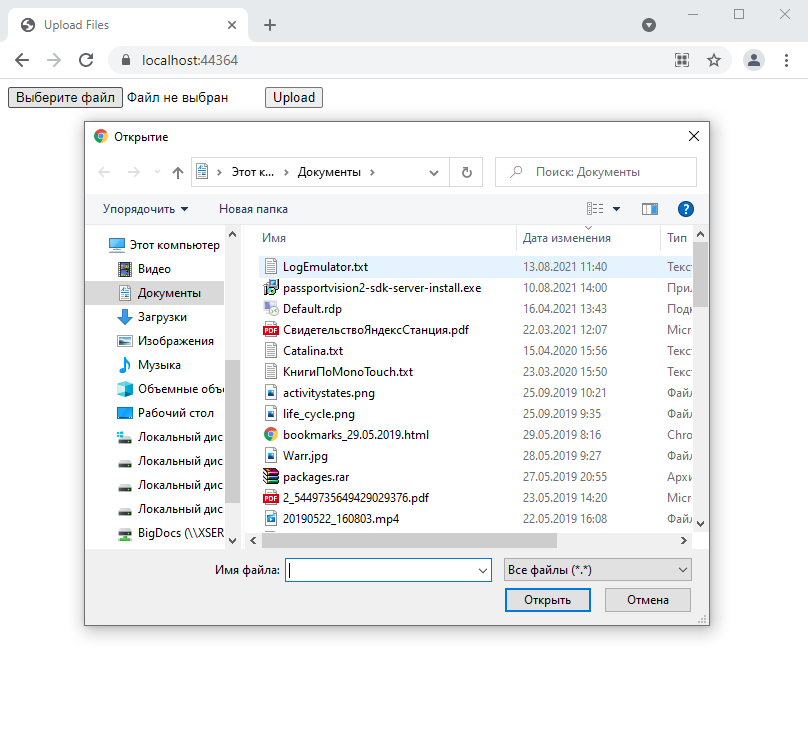 Upload Files
localhost:44364
Выберите файл Файл не выбран Upload
Открытие
Этот к... Документы Поиск: Документы
Упорядочить Новая папка
Имя Дата изменения Тип
Этот компьютер
Видео
Документы
Загрузки
Изображения
Музыка
Объемные объе
Рабочий стол
Локальный дис
Локальный дис
Локальный дис
Локальный дис
BigDocs (\\XSER
LogEmulator.txt 13.08.2021 11:40 Текс
passportvision2-sdk-server-install.exe 10.08.2021 14:00 При
Default.rdp 16.04.2021 13:43 Подк
СвидетельствоЯндексСтанция.pdf 22.03.2021 12:07 Micr
Catalina.txt 15.04.2020 15:56 Текс
КнигиПоMonoTouch.txt 23.03.2020 15:50 Текс
activitystates.png 25.09.2019 10:21 Файл
life_cycle.png 25.09.2019 9:35 Файл
bookmarks_29.05.2019.html 29.05.2019 8:16 Chro
Warr.jpg 28.05.2019 9:27 Файл
packages.rar 27.05.2019 20:55 Архи
2_5449735649429029376.pdf 23.05.2019 14:20 Micr
20190522_160803.mp4 22.05.2019 16:08 Файл
Имя файла: Все файлы (*.*)
Открыть Отмена